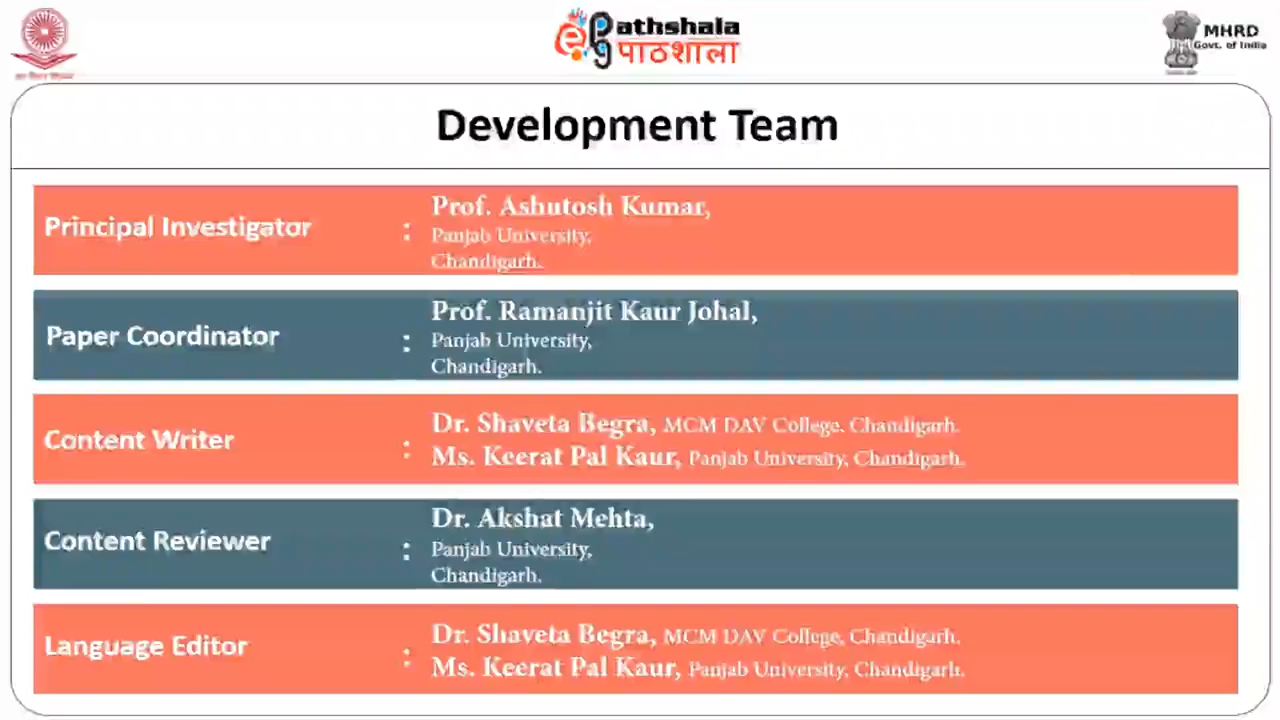 ePathshala
पाठशाला
MHRD
Govt. of India
Development Team
Principal Investigator : Prof. Ashutosh Kumar,
Panjab University,
Chandigarh.
Paper Coordinator : Prof. Ramanjit Kaur Johal,
Panjab University,
Chandigarh.
Content Writer : Dr. Shaveta Begra, MCM DAV College, Chandigarh.
Ms. Keerat Pal Kaur, Panjab University, Chandigarh.
Content Reviewer : Dr. Akshat Mehta,
Panjab University,
Chandigarh.
Language Editor : Dr. Shaveta Begra, MCM DAV College, Chandigarh.
Ms. Keerat Pal Kaur, Panjab University, Chandigarh.